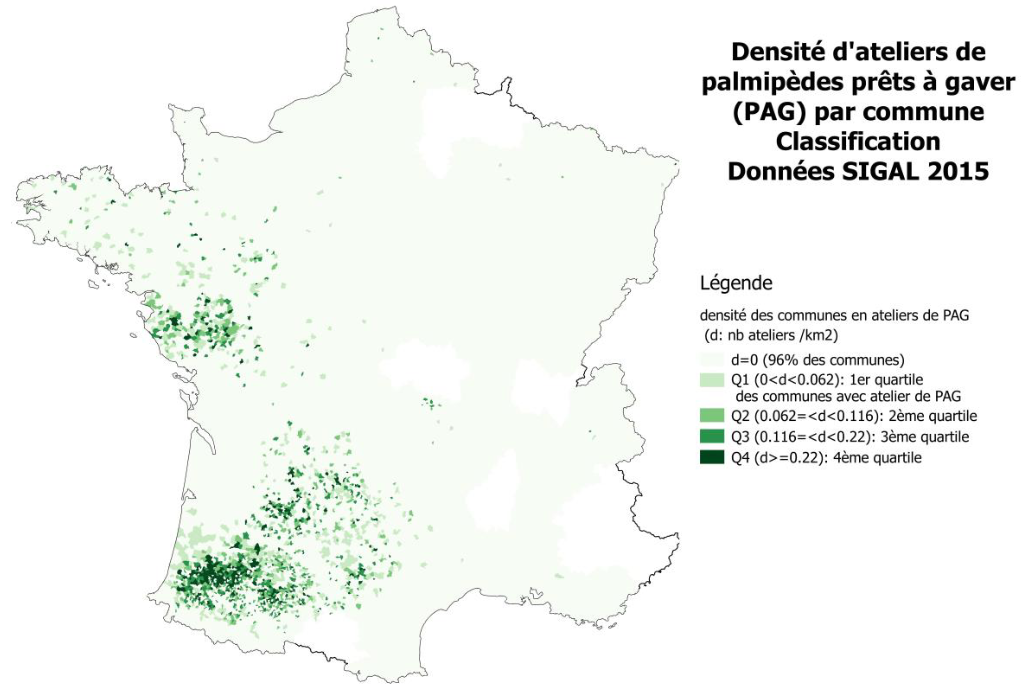 Densité d'ateliers de
palmipèdes prêts à gaver
(PAG) par commune
Classification
Données SIGAL 2015
Légende
densité des communes en ateliers de PAG
(d: nb ateliers /km2)
d=0 (96% des communes)
Q1 (0<d<0.062): 1er quartile
des communes avec atelier de PAG
Q2 (0.062=<d<0.116): 2ème quartile
Q3 (0.116=<d<0.22): 3ème quartile
Q4 (d>=0.22): 4ème quartile